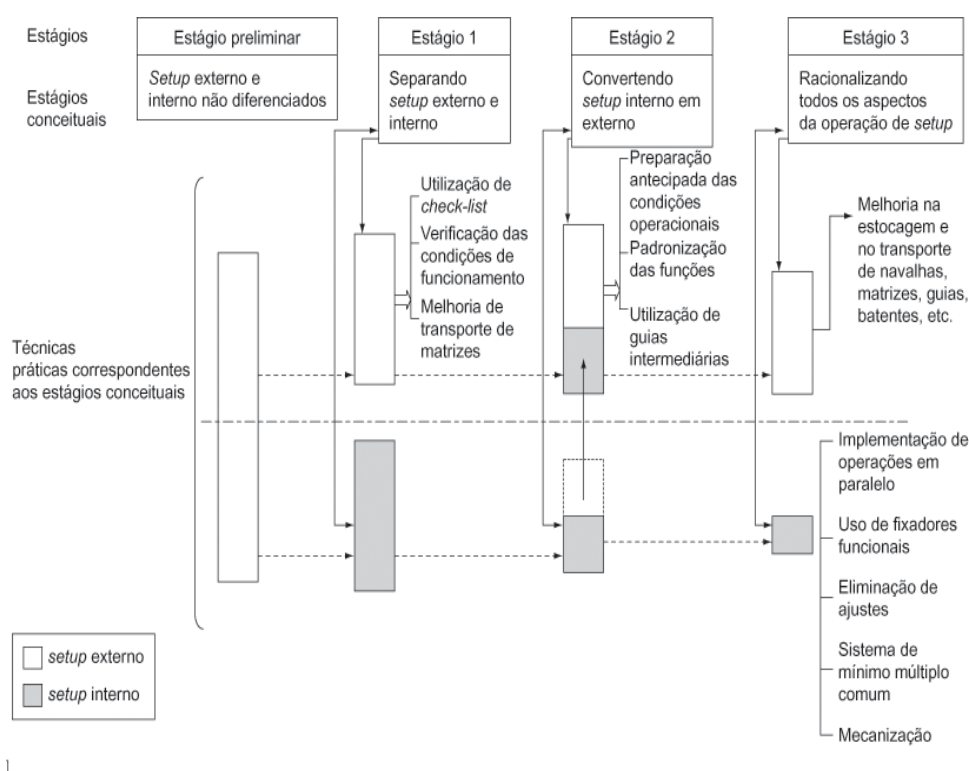 Estágios
Estágio preliminar
Estágio 1
Estágio 2
Estágio 3
Estágios
conceituais
Setup externo e
interno não diferenciados
Separando
setup externo e
interno
Convertendo
setup interno em
externo
Racionalizando
todos os aspectos
da operação de setup
Técnicas
práticas correspondentes
aos estágios conceituais
Utilização de
check-list
Verificação das
condições de
funcionamento
Melhoria de
transporte de
matrizes
Preparação
antecipada das
condições
operacionais
Padronização
das funções
Utilização de
guias
intermediárias
Melhoria na
estocagem e
no transporte
de navalhas,
matrizes, guias,
batentes, etc.
Implementação de
operações em
paralelo
Uso de fixadores
funcionais
Eliminação de
ajustes
Sistema de
mínimo múltiplo
comum
Mecanização
setup externo
setup interno